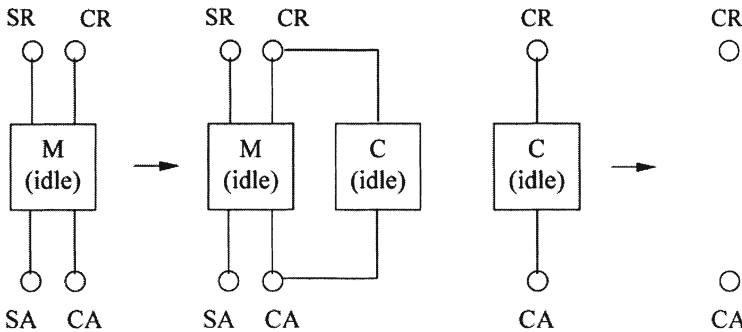 SR CR SR CR CR CR
M M C C
(idle) (idle) (idle) (idle)
SA CA SA CA CA CA